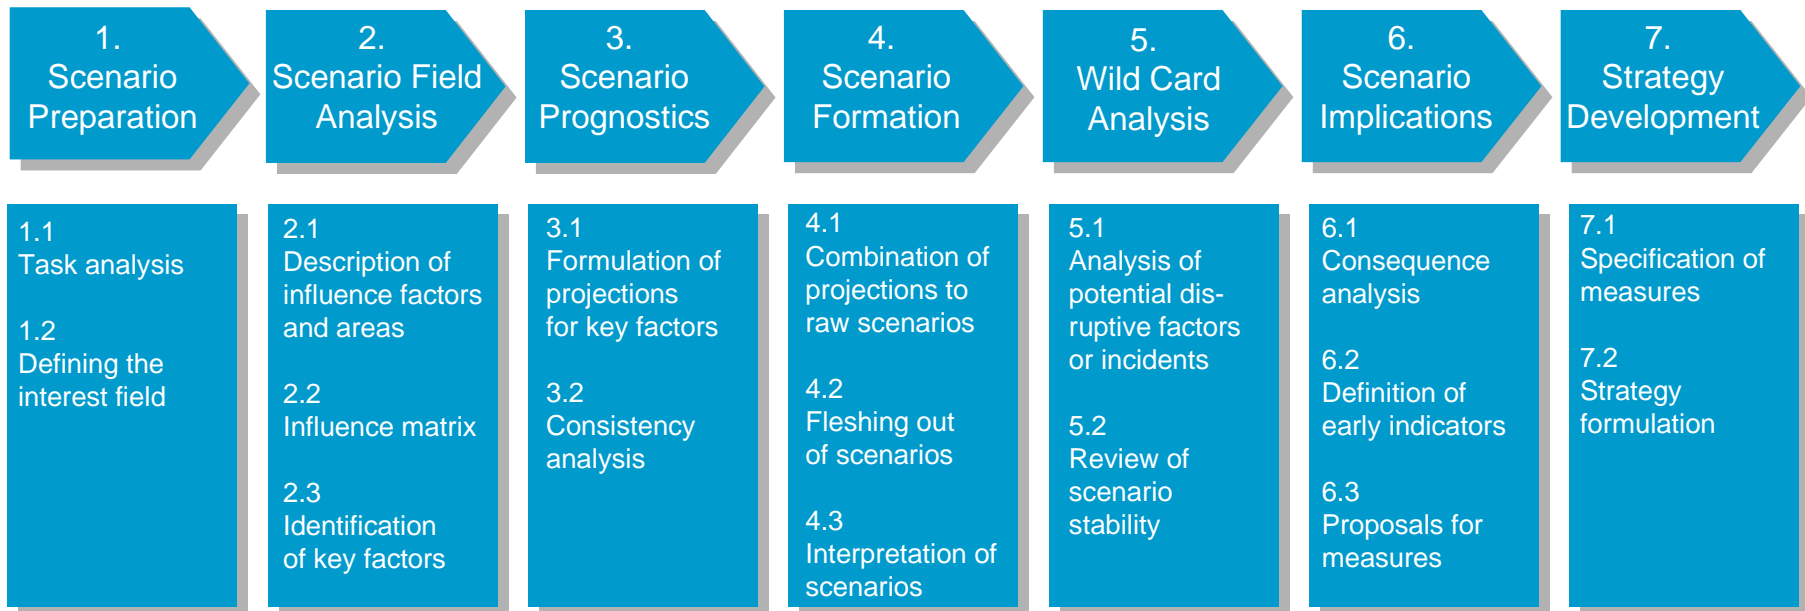 1.
Scenario
Preparation
2.
Scenario Field
Analysis
3.
Scenario
Prognostics
4.
Scenario
Formation
5.
Wild Card
Analysis
6.
Scenario
Implications
7.
Strategy
Development
1.1
Task analysis
1.2
Defining the
interest field
2.1
Description of
influence factors
and areas
2.2
Influence matrix
2.3
Identification
of key factors
3.1
Formulation of
projections
for key factors
3.2
Consistency
analysis
4.1
Combination of
projections to
raw scenarios
4.2
Fleshing out
of scenarios
4.3
Interpretation of
scenarios
5.1
Analysis of
potential dis-
ruptive factors
or incidents
5.2
Review of
scenario
stability
6.1
Consequence
analysis
6.2
Definition of
early indicators
6.3
Proposals for
measures
7.1
Specification of
measures
7.2
Strategy
formulation